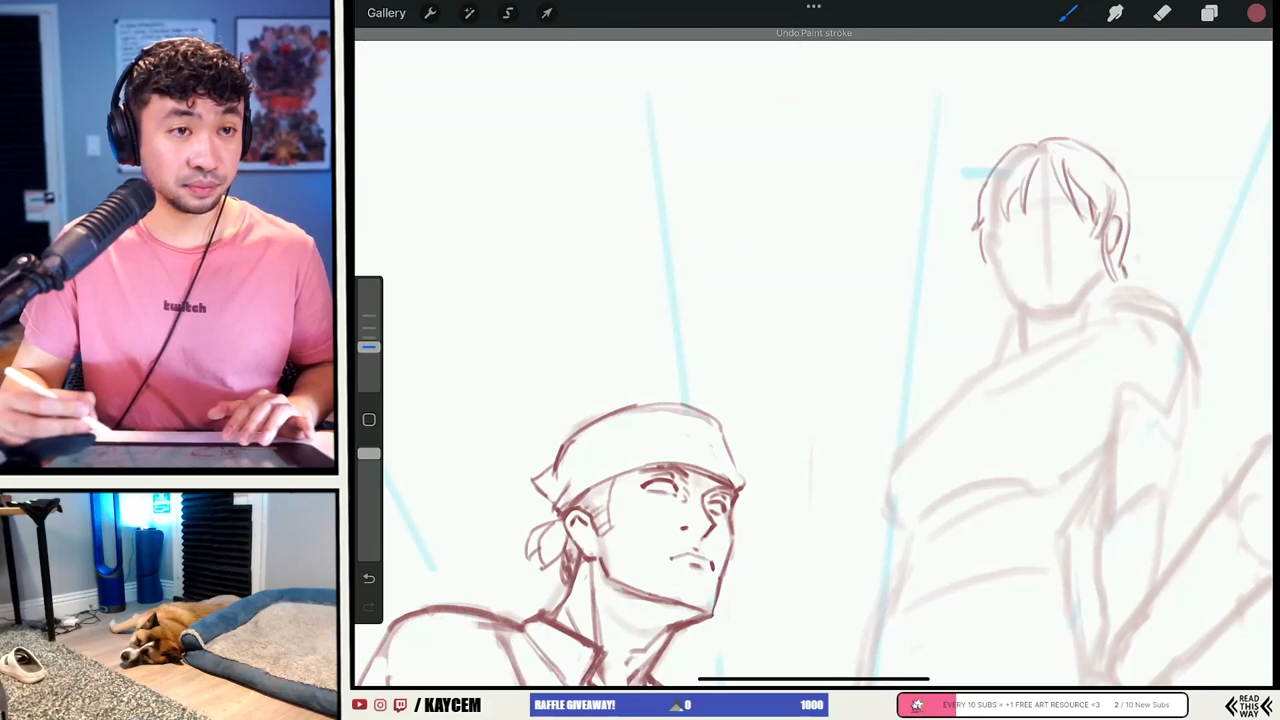 Gallery
Undo Paint stroke
twitch
/ KAYCEM
RAFFLE GIVEAWAY!
0
1000
EVERY 10 SUBS = +1 FREE ART RESOURCE <3
2 / 10 New Subs
READ
THIS
WAY